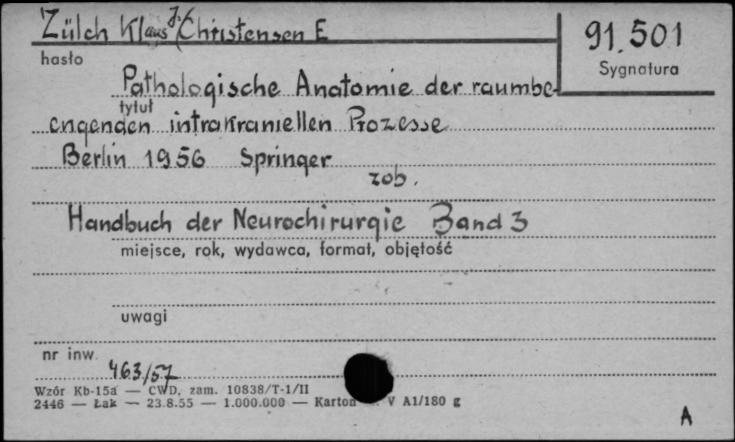 Zülch Klaus J./Christensen E
91.501
hasło
Sygnatura
Pathologische Anatomie der raumbe-
tytuł
engenden intrakraniellen Prozesse
Berlin 1956 Springer
zob.
Handbuch der Neurochirurgie Band 3
miejsce, rok, wydawca, format, objętość
uwagi
nr inw.
463/57
Wzór Kb-15a — CWD, zam. 10838/T-1/II
2446 — Łak — 23.8.55 — 1.000.000 — Karton V A1/180 g
A